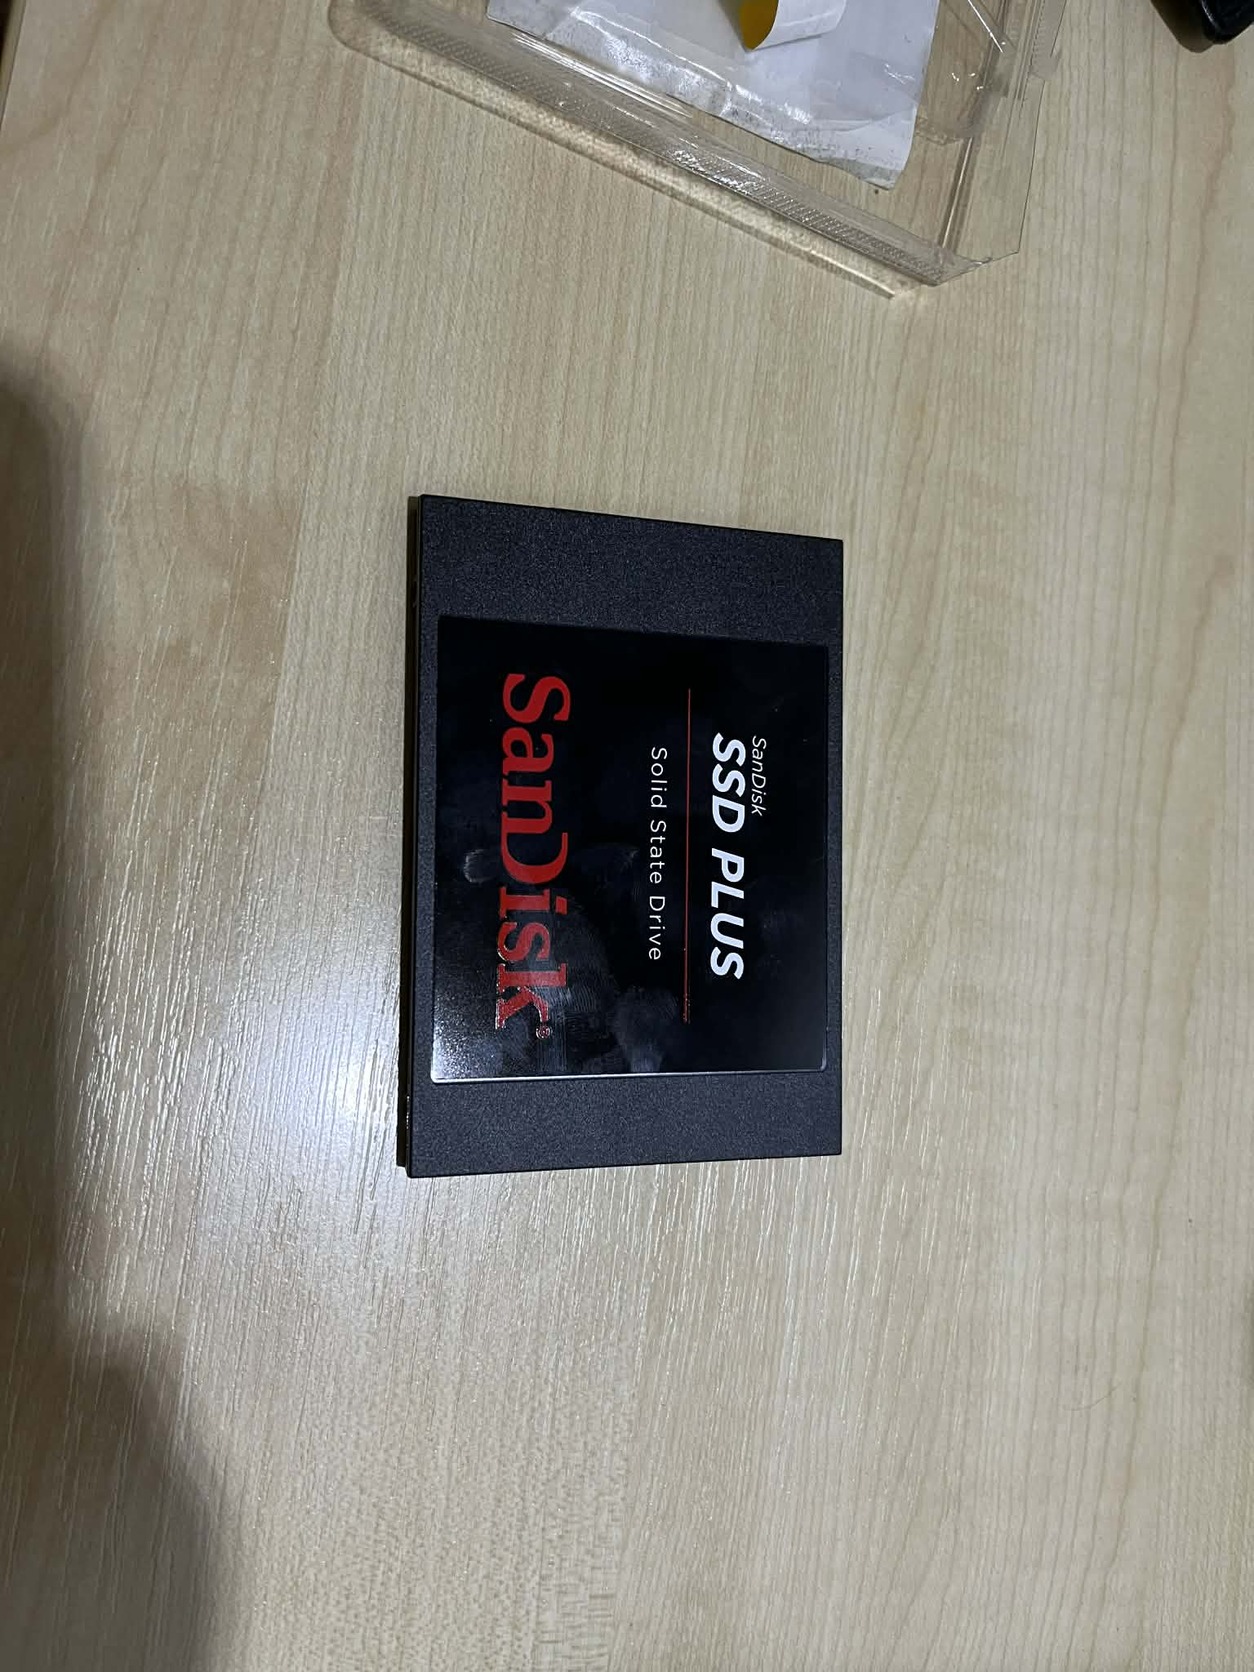 SanDisk
SSD PLUS
Solid State Drive
SanDisk®